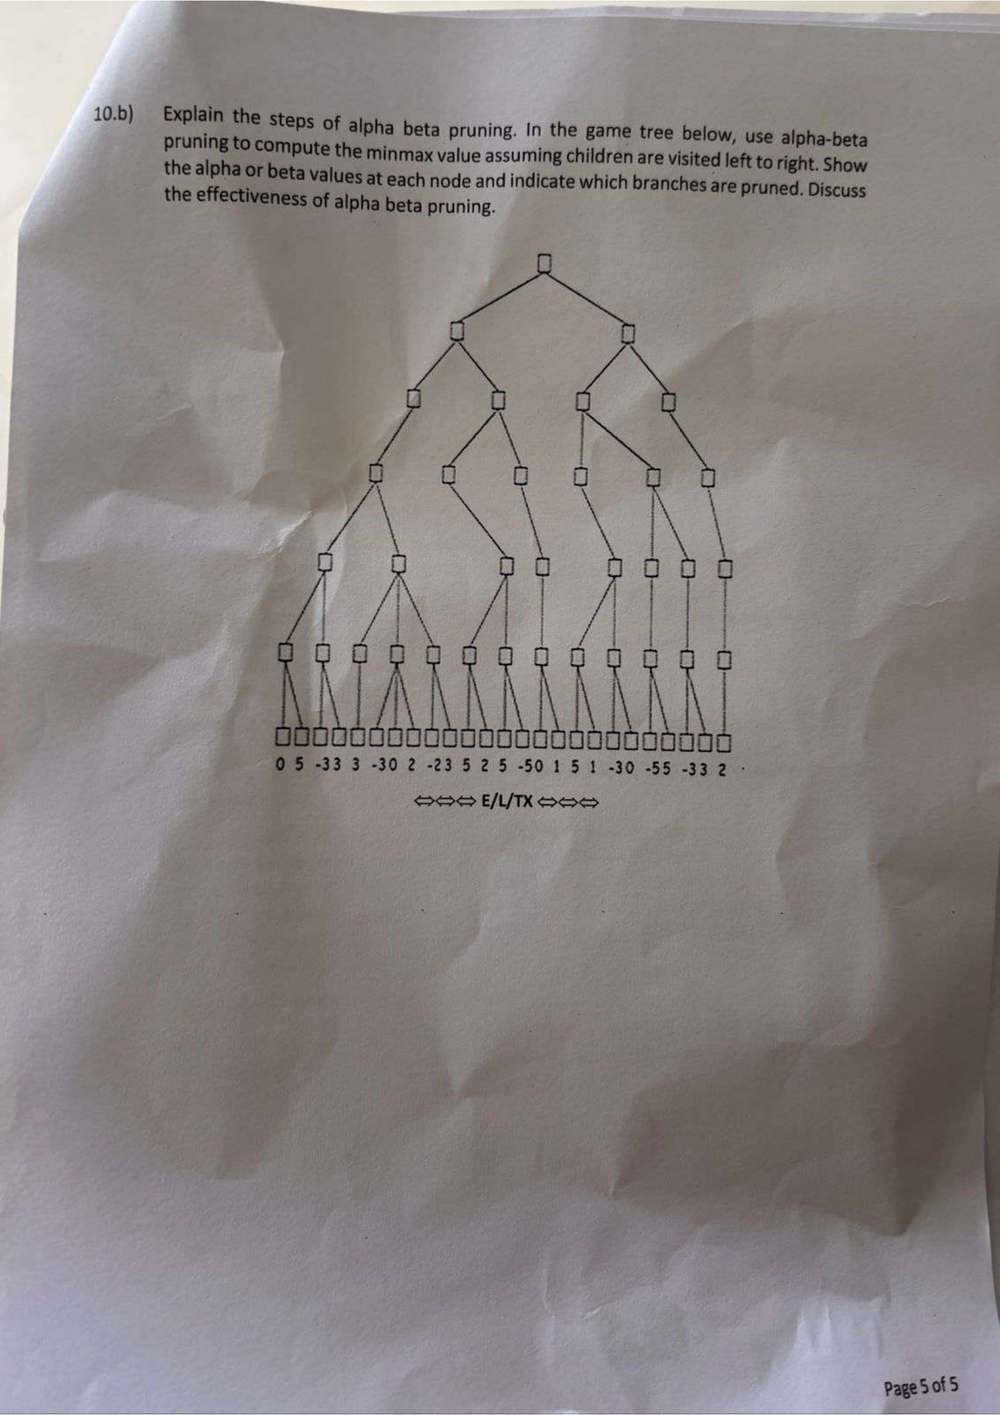 10.b) Explain the steps of alpha beta pruning. In the game tree below, use alpha-beta
pruning to compute the minmax value assuming children are visited left to right. Show
the alpha or beta values at each node and indicate which branches are pruned. Discuss
the effectiveness of alpha beta pruning.
0 5 -33 3 -30 2 -23 5 2 5 -50 1 5 1 -30 -55 -33 2
⇔⇔⇔ E/L/TX ⇔⇔⇔
Page 5 of 5